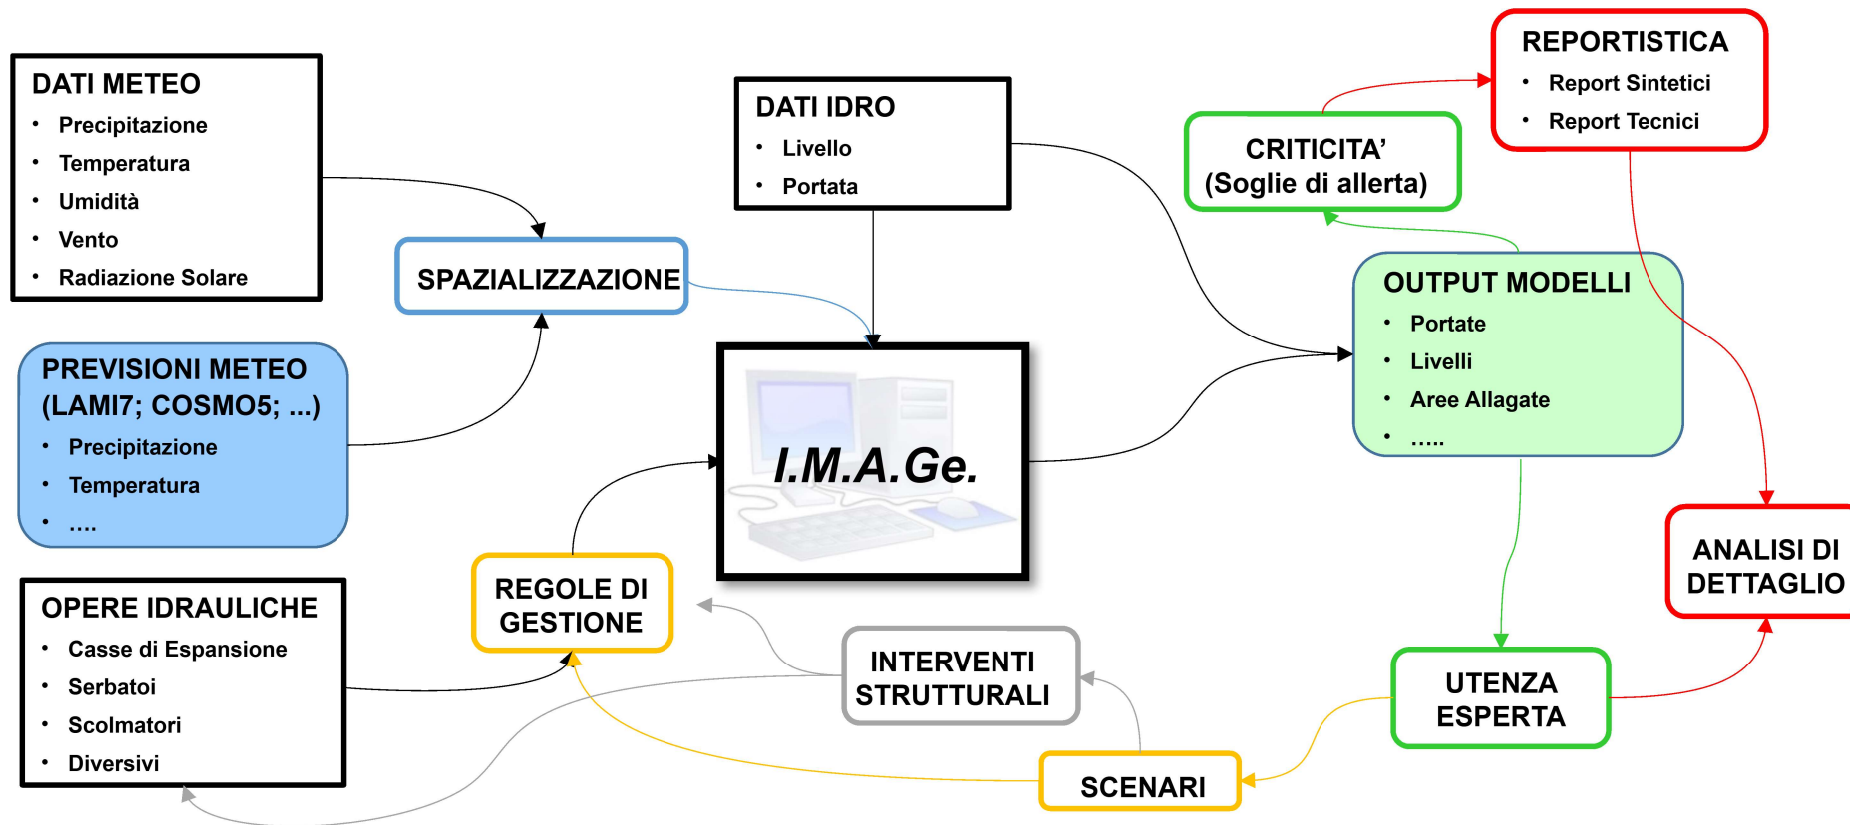 DATI METEO
• Precipitazione
• Temperatura
• Umidità
• Vento
• Radiazione Solare
PREVISIONI METEO
(LAMI7; COSMO5; ...)
• Precipitazione
• Temperatura
• ….
OPERE IDRAULICHE
• Casse di Espansione
• Serbatoi
• Scolmatori
• Diversivi
SPAZIALIZZAZIONE
REGOLE DI
GESTIONE
DATI IDRO
• Livello
• Portata
I.M.A.Ge.
INTERVENTI
STRUTTURALI
SCENARI
CRITICITA’
(Soglie di allerta)
REPORTISTICA
• Report Sintetici
• Report Tecnici
OUTPUT MODELLI
• Portate
• Livelli
• Aree Allagate
• …..
ANALISI DI
DETTAGLIO
UTENZA
ESPERTA